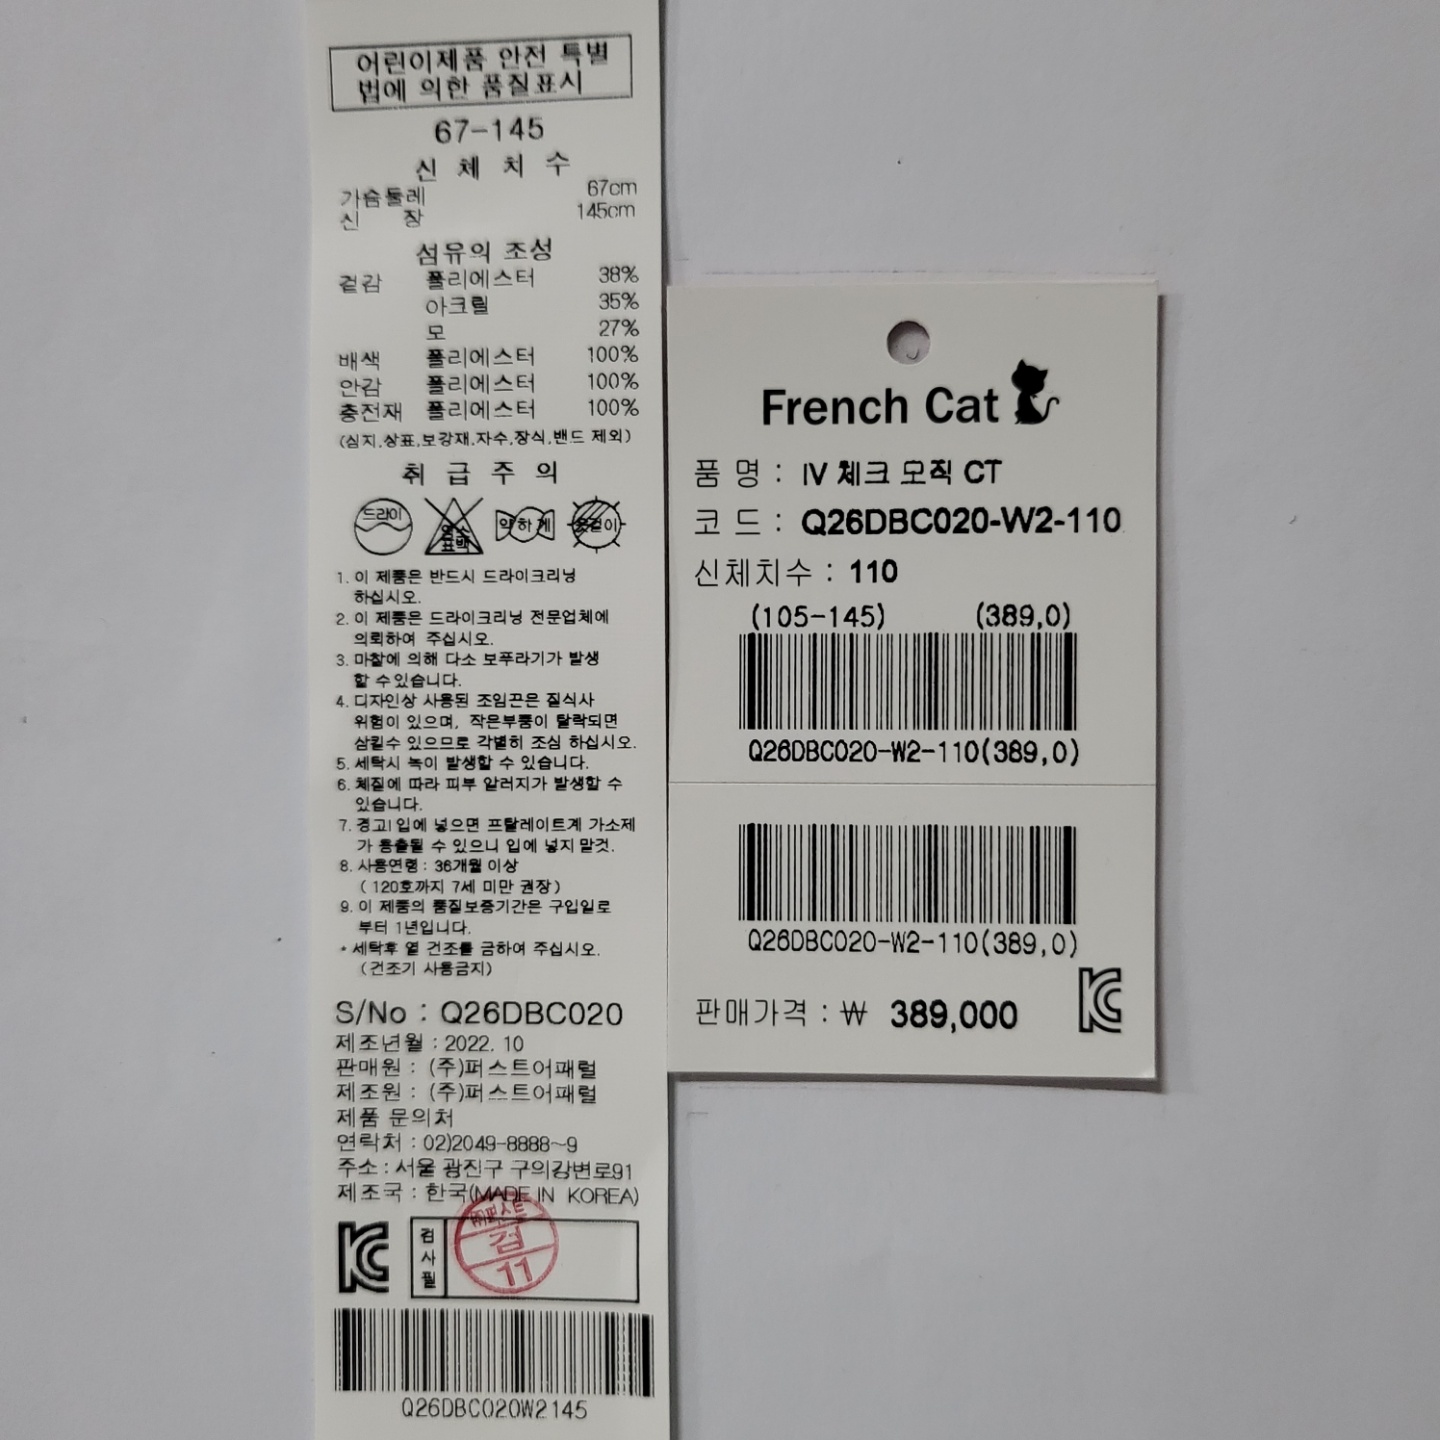 어린이제품 안전 특별
법에 의한 품질표시
67-145
신 체 치 수
가슴둘레 67cm
신 장 145cm
섬유의 조성
겉감 폴리에스터 38%
아크릴 35%
모 27%
배색 폴리에스터 100%
안감 폴리에스터 100%
충전재 폴리에스터 100%
(심지,상표,보강재,자수,장식,밴드 제외)
취 급 주 의
드라이
염소
표백
약하게
옷걸이
1. 이 제품은 반드시 드라이크리닝
하십시오.
2. 이 제품은 드라이크리닝 전문업체에
의뢰하여 주십시오.
3. 마찰에 의해 다소 보푸라기가 발생
할 수있습니다.
4. 디자인상 사용된 조임끈은 질식사
위험이 있으며, 작은부품이 탈락되면
삼킬수 있으므로 각별히 조심 하십시오.
5. 세탁시 녹이 발생할 수 있습니다.
6. 체질에 따라 피부 알러지가 발생할 수
있습니다.
7. 경고! 입에 넣으면 프탈레이트계 가소제
가 용출될 수 있으니 입에 넣지 말것.
8. 사용연령 : 36개월 이상
( 120호까지 7세 미만 권장 )
9. 이 제품의 품질보증기간은 구입일로
부터 1년입니다.
* 세탁후 열 건조를 금하여 주십시오.
(건조기 사용금지)
S/No : Q26DBC020
제조년월 : 2022. 10
판매원 : (주)퍼스트어패럴
제조원 : (주)퍼스트어패럴
제품 문의처
연락처 : 02)2049-8888~9
주소 : 서울 광진구 구의강변로91
제조국 : 한국(MADE IN KOREA)
KC
검사필
㈜퍼스트
검
11
Q26DBC020W2145
French Cat
품 명 : IV 체크 모직 CT
코 드 : Q26DBC020-W2-110
신체치수 : 110
(105-145) (389,0)
Q26DBC020-W2-110(389,0)
Q26DBC020-W2-110(389,0)
판매가격 : ₩ 389,000
KC